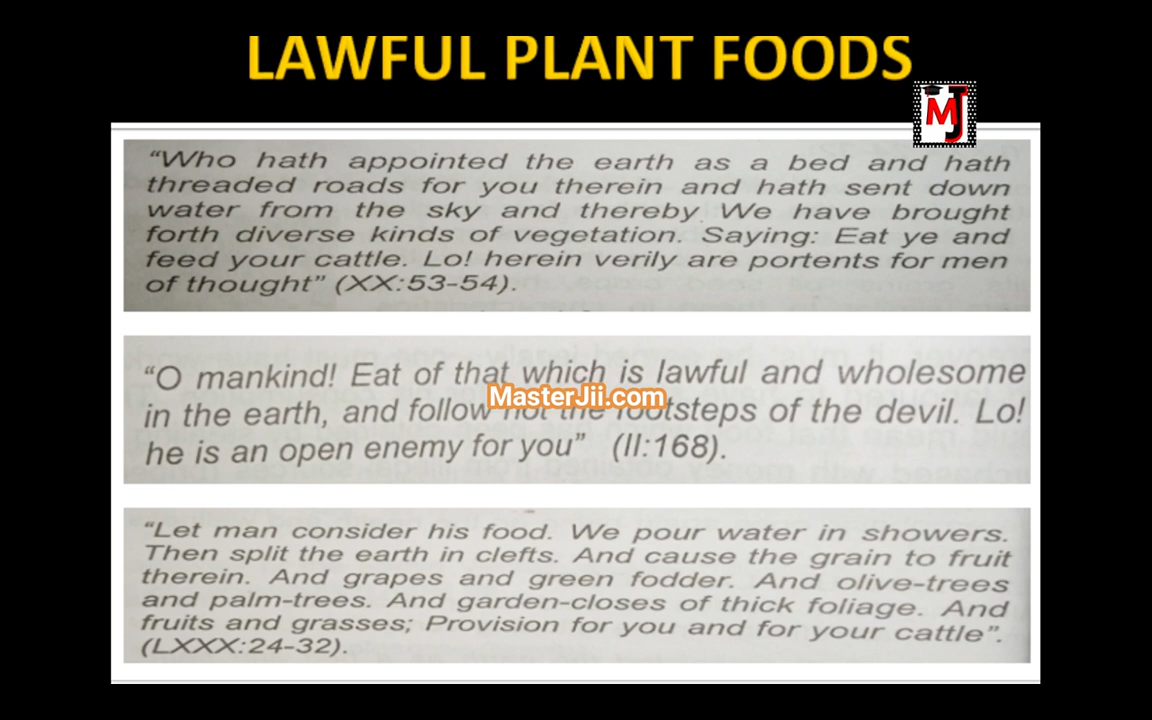 LAWFUL PLANT FOODS
MJ
“Who hath appointed the earth as a bed and hath
threaded roads for you therein and hath sent down
water from the sky and thereby We have brought
forth diverse kinds of vegetation. Saying: Eat ye and
feed your cattle. Lo! herein verily are portents for men
of thought” (XX:53-54).
“O mankind! Eat of that which is lawful and wholesome
MasterJii.com
in the earth, and follow not the footsteps of the devil. Lo!
he is an open enemy for you” (II:168).
“Let man consider his food. We pour water in showers.
Then split the earth in clefts. And cause the grain to fruit
therein. And grapes and green fodder. And olive-trees
and palm-trees. And garden-closes of thick foliage. And
fruits and grasses; Provision for you and for your cattle”.
(LXXX:24-32).